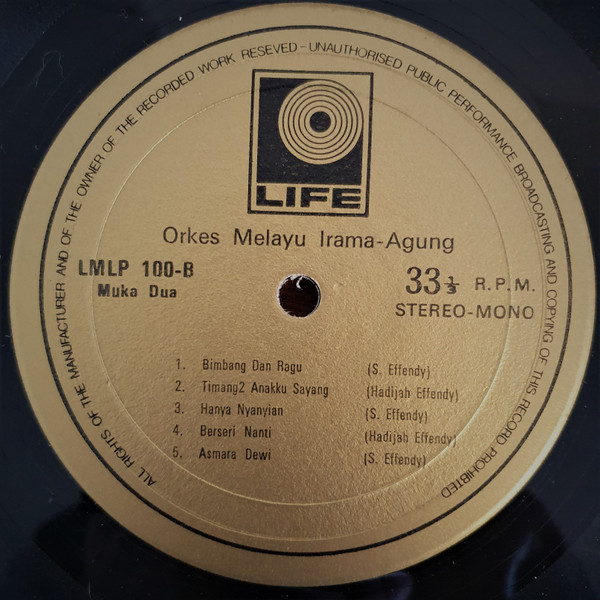 ALL RIGHTS OF THE MANUFACTURER AND OF THE OWNER OF THE RECORDED WORK RESEVED - UNAUTHORISED PUBLIC PERFORMANCE BROADCASTING AND COPYING OF THIS RECORD PROHIBITED
LIFE
Orkes Melayu Irama-Agung
LMLP 100-B 33⅓ R.P.M.
Muka Dua STEREO-MONO
1. Bimbang Dan Ragu (S. Effendy)
2. Timang2 Anakku Sayang (Hadijah Effendy)
3. Hanya Nyanyian (S. Effendy)
4. Berseri Nanti (Hadijah Effendy)
5. Asmara Dewi (S. Effendy)